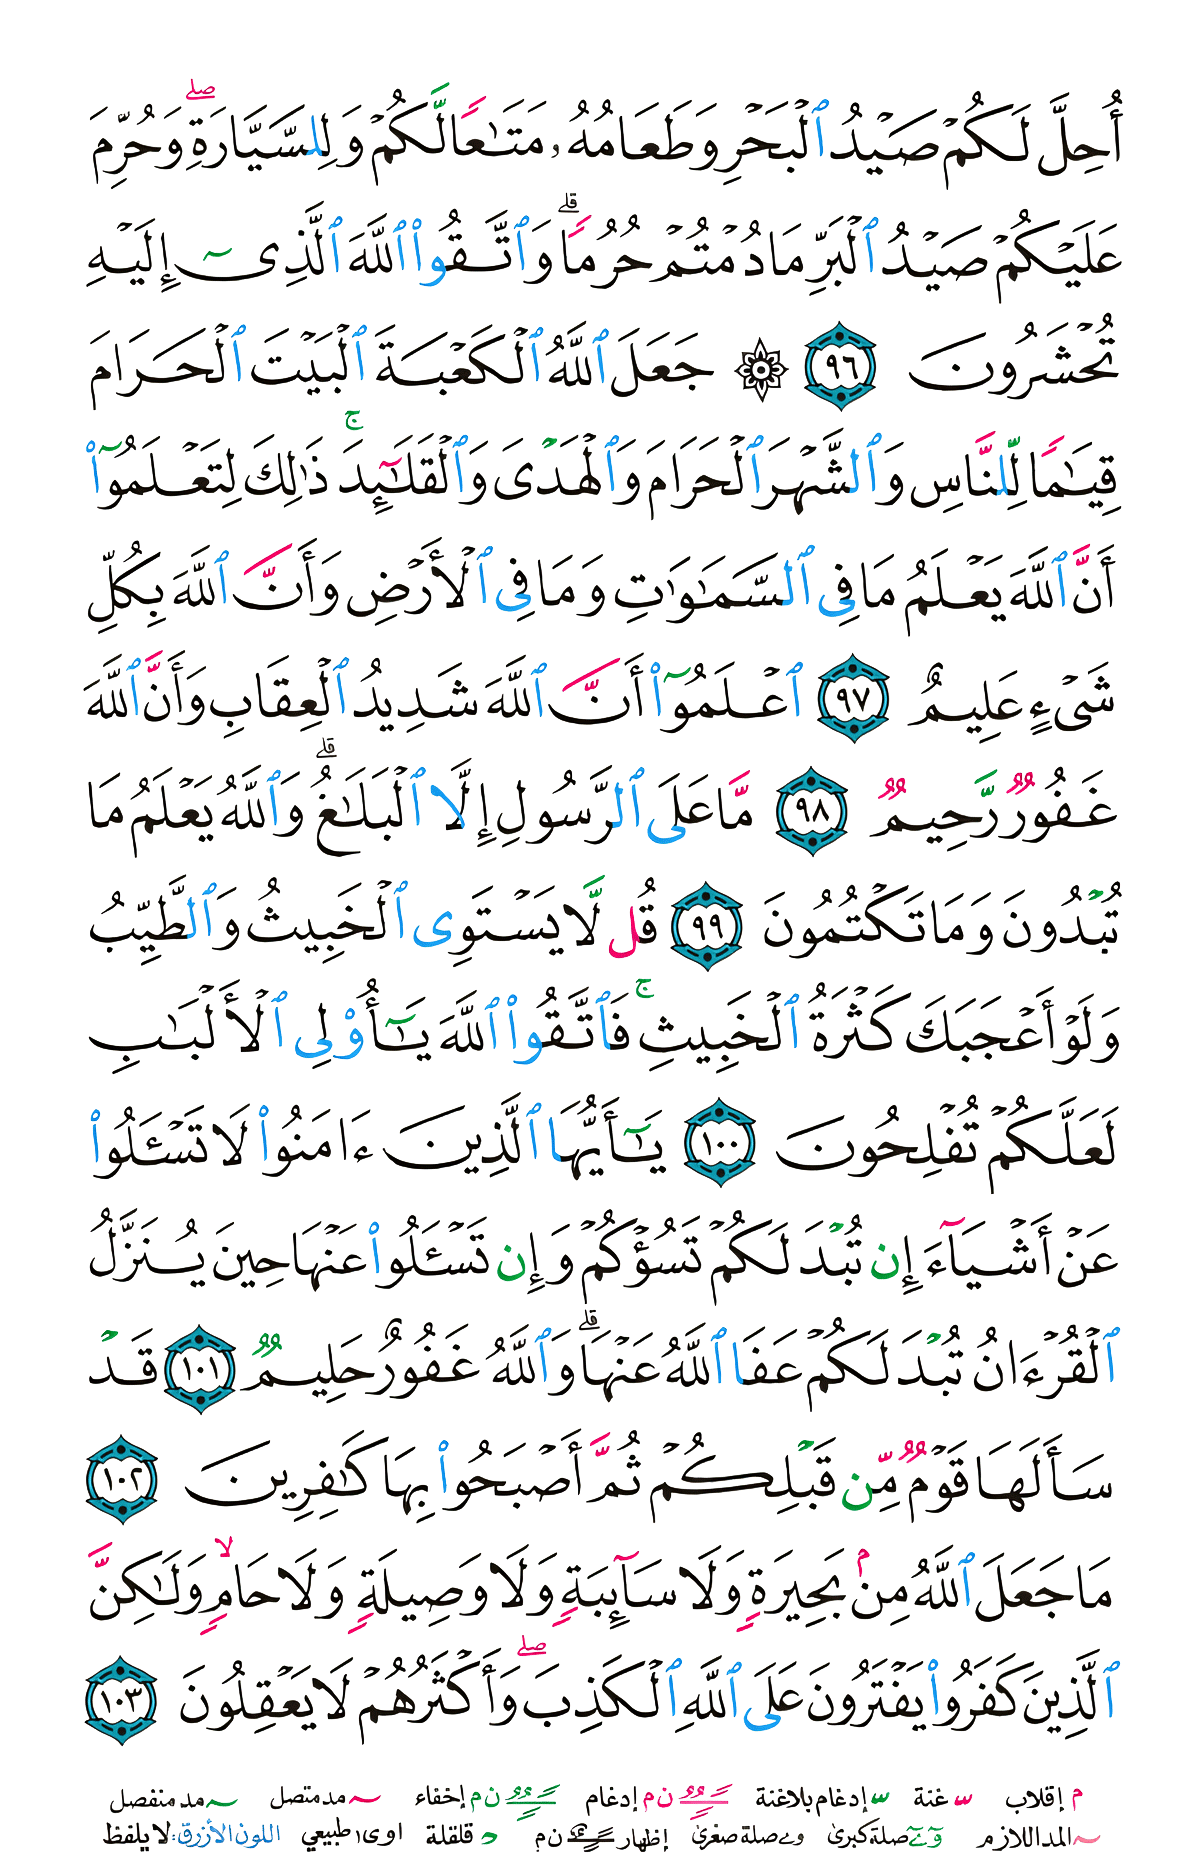 أُحِلَّ لَكُمْ صَيْدُ ٱلْبَحْرِ وَطَعَامُهُۥ مَتَـٰعًا لَّكُمْ وَلِلسَّيَّارَةِ ۖ وَحُرِّمَ
عَلَيْكُمْ صَيْدُ ٱلْبَرِّ مَا دُمْتُمْ حُرُمًا ۗ وَٱتَّقُوا۟ ٱللَّهَ ٱلَّذِىٓ إِلَيْهِ
تُحْشَرُونَ ٩٦ ۞ جَعَلَ ٱللَّهُ ٱلْكَعْبَةَ ٱلْبَيْتَ ٱلْحَرَامَ
قِيَـٰمًا لِّلنَّاسِ وَٱلشَّهْرَ ٱلْحَرَامَ وَٱلْهَدْىَ وَٱلْقَلَـٰٓئِدَ ۚ ذَٰلِكَ لِتَعْلَمُوٓا۟
أَنَّ ٱللَّهَ يَعْلَمُ مَا فِى ٱلسَّمَـٰوَٰتِ وَمَا فِى ٱلْأَرْضِ وَأَنَّ ٱللَّهَ بِكُلِّ
شَىْءٍ عَلِيمٌ ٩٧ ٱعْلَمُوٓا۟ أَنَّ ٱللَّهَ شَدِيدُ ٱلْعِقَابِ وَأَنَّ ٱللَّهَ
غَفُورٌ رَّحِيمٌ ٩٨ مَّا عَلَى ٱلرَّسُولِ إِلَّا ٱلْبَلَـٰغُ ۗ وَٱللَّهُ يَعْلَمُ مَا
تُبْدُونَ وَمَا تَكْتُمُونَ ٩٩ قُل لَّا يَسْتَوِى ٱلْخَبِيثُ وَٱلطَّيِّبُ
وَلَوْ أَعْجَبَكَ كَثْرَةُ ٱلْخَبِيثِ ۚ فَٱتَّقُوا۟ ٱللَّهَ يَـٰٓأُو۟لِى ٱلْأَلْبَـٰبِ
لَعَلَّكُمْ تُفْلِحُونَ ١٠٠ يَـٰٓأَيُّهَا ٱلَّذِينَ ءَامَنُوا۟ لَا تَسْـَٔلُوا۟
عَنْ أَشْيَآءَ إِن تُبْدَ لَكُمْ تَسُؤْكُمْ وَإِن تَسْـَٔلُوا۟ عَنْهَا حِينَ يُنَزَّلُ
ٱلْقُرْءَانُ تُبْدَ لَكُمْ عَفَا ٱللَّهُ عَنْهَا ۗ وَٱللَّهُ غَفُورٌ حَلِيمٌ ١٠١ قَدْ
سَأَلَهَا قَوْمٌ مِّن قَبْلِكُمْ ثُمَّ أَصْبَحُوا۟ بِهَا كَـٰفِرِينَ ١٠٢
مَا جَعَلَ ٱللَّهُ مِنۢ بَحِيرَةٍ وَلَا سَآئِبَةٍ وَلَا وَصِيلَةٍ وَلَا حَامٍ ۙ وَلَـٰكِنَّ
ٱلَّذِينَ كَفَرُوا۟ يَفْتَرُونَ عَلَى ٱللَّهِ ٱلْكَذِبَ ۖ وَأَكْثَرُهُمْ لَا يَعْقِلُونَ ١٠٣
م إقلاب غنة إدغام بلاغنة ن م إدغام ن م إخفاء مد متصل مد منفصل
المد اللازم صلة كبرى وے صلة صغرى إظهار ن م قلقلة اوى طبيعي اللون الأزرق: لا يلفظ